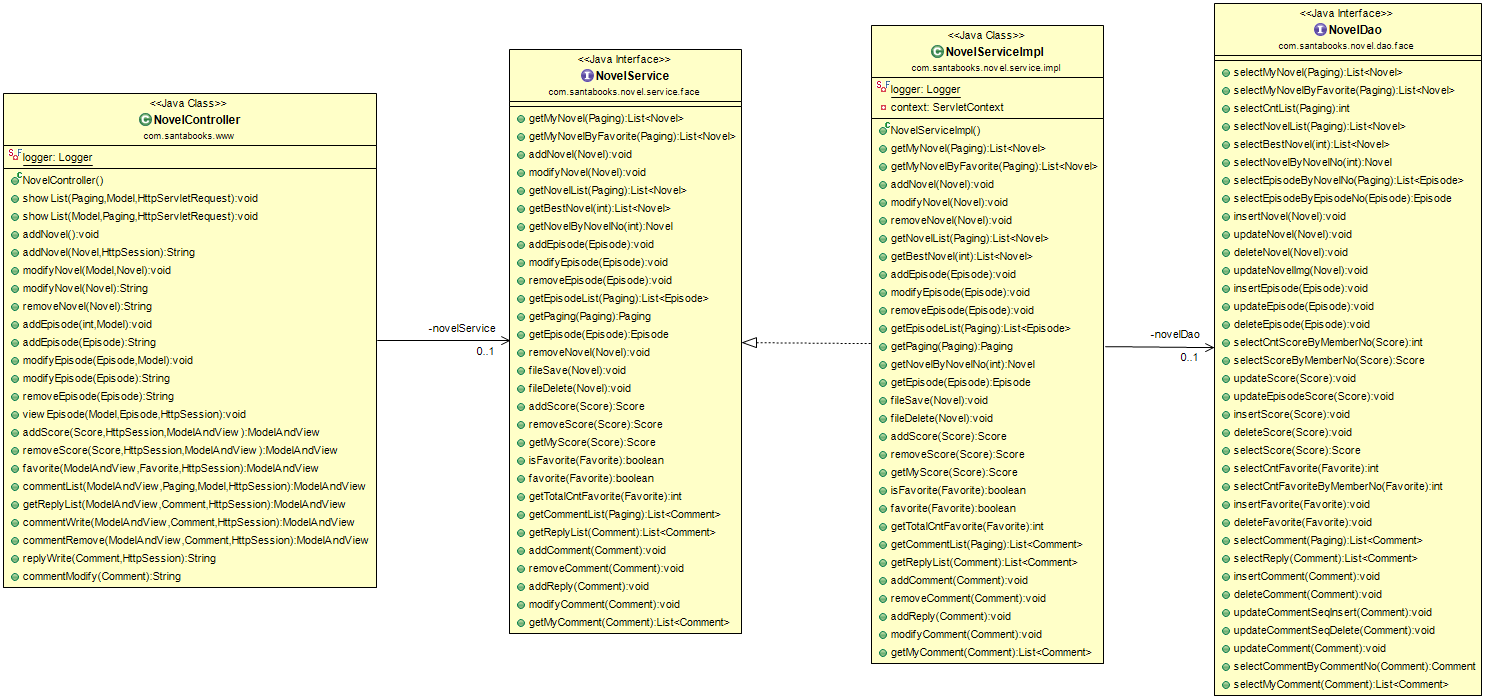 <<Java Class>>
NovelController
com.santabooks.www
logger: Logger
NovelController()
showList(Paging,Model,HttpServletRequest):void
showList(Model,Paging,HttpServletRequest):void
addNovel():void
addNovel(Novel,HttpSession):String
modifyNovel(Model,Novel):void
modifyNovel(Novel):String
removeNovel(Novel):String
addEpisode(int,Model):void
addEpisode(Episode):String
modifyEpisode(Episode,Model):void
modifyEpisode(Episode):String
removeEpisode(Episode):String
viewEpisode(Model,Episode,HttpSession):void
addScore(Score,HttpSession,ModelAndView):ModelAndView
removeScore(Score,HttpSession,ModelAndView):ModelAndView
favorite(ModelAndView,Favorite,HttpSession):ModelAndView
commentList(ModelAndView,Paging,Model,HttpSession):ModelAndView
getReplyList(ModelAndView,Comment,HttpSession):ModelAndView
commentWrite(ModelAndView,Comment,HttpSession):ModelAndView
commentRemove(ModelAndView,Comment,HttpSession):ModelAndView
replyWrite(Comment,HttpSession):String
commentModify(Comment):String
-novelService
0..1
<<Java Interface>>
NovelService
com.santabooks.novel.service.face
getMyNovel(Paging):List<Novel>
getMyNovelByFavorite(Paging):List<Novel>
addNovel(Novel):void
modifyNovel(Novel):void
getNovelList(Paging):List<Novel>
getBestNovel(int):List<Novel>
getNovelByNovelNo(int):Novel
addEpisode(Episode):void
modifyEpisode(Episode):void
removeEpisode(Episode):void
getEpisodeList(Paging):List<Episode>
getPaging(Paging):Paging
getEpisode(Episode):Episode
removeNovel(Novel):void
fileSave(Novel):void
fileDelete(Novel):void
addScore(Score):Score
removeScore(Score):Score
getMyScore(Score):Score
isFavorite(Favorite):boolean
favorite(Favorite):boolean
getTotalCntFavorite(Favorite):int
getCommentList(Paging):List<Comment>
getReplyList(Comment):List<Comment>
addComment(Comment):void
removeComment(Comment):void
addReply(Comment):void
modifyComment(Comment):void
getMyComment(Comment):List<Comment>
<<Java Class>>
NovelServiceImpl
com.santabooks.novel.service.impl
logger: Logger
context: ServletContext
NovelServiceImpl()
getMyNovel(Paging):List<Novel>
getMyNovelByFavorite(Paging):List<Novel>
addNovel(Novel):void
modifyNovel(Novel):void
removeNovel(Novel):void
getNovelList(Paging):List<Novel>
getBestNovel(int):List<Novel>
addEpisode(Episode):void
modifyEpisode(Episode):void
removeEpisode(Episode):void
getEpisodeList(Paging):List<Episode>
getPaging(Paging):Paging
getNovelByNovelNo(int):Novel
getEpisode(Episode):Episode
fileSave(Novel):void
fileDelete(Novel):void
addScore(Score):Score
removeScore(Score):Score
getMyScore(Score):Score
isFavorite(Favorite):boolean
favorite(Favorite):boolean
getTotalCntFavorite(Favorite):int
getCommentList(Paging):List<Comment>
getReplyList(Comment):List<Comment>
addComment(Comment):void
removeComment(Comment):void
addReply(Comment):void
modifyComment(Comment):void
getMyComment(Comment):List<Comment>
-novelDao
0..1
<<Java Interface>>
NovelDao
com.santabooks.novel.dao.face
selectMyNovel(Paging):List<Novel>
selectMyNovelByFavorite(Paging):List<Novel>
selectCntList(Paging):int
selectNovelList(Paging):List<Novel>
selectBestNovel(int):List<Novel>
selectNovelByNovelNo(int):Novel
selectEpisodeByNovelNo(Paging):List<Episode>
selectEpisodeByEpisodeNo(Episode):Episode
insertNovel(Novel):void
updateNovel(Novel):void
deleteNovel(Novel):void
updateNovelImg(Novel):void
insertEpisode(Episode):void
updateEpisode(Episode):void
deleteEpisode(Episode):void
selectCntScoreByMemberNo(Score):int
selectScoreByMemberNo(Score):Score
updateScore(Score):void
updateEpisodeScore(Score):void
insertScore(Score):void
deleteScore(Score):void
selectScore(Score):Score
selectCntFavorite(Favorite):int
selectCntFavoriteByMemberNo(Favorite):int
insertFavorite(Favorite):void
deleteFavorite(Favorite):void
selectComment(Paging):List<Comment>
selectReply(Comment):List<Comment>
insertComment(Comment):void
deleteComment(Comment):void
updateCommentSeqInsert(Comment):void
updateCommentSeqDelete(Comment):void
updateComment(Comment):void
selectCommentByCommentNo(Comment):Comment
selectMyComment(Comment):List<Comment>